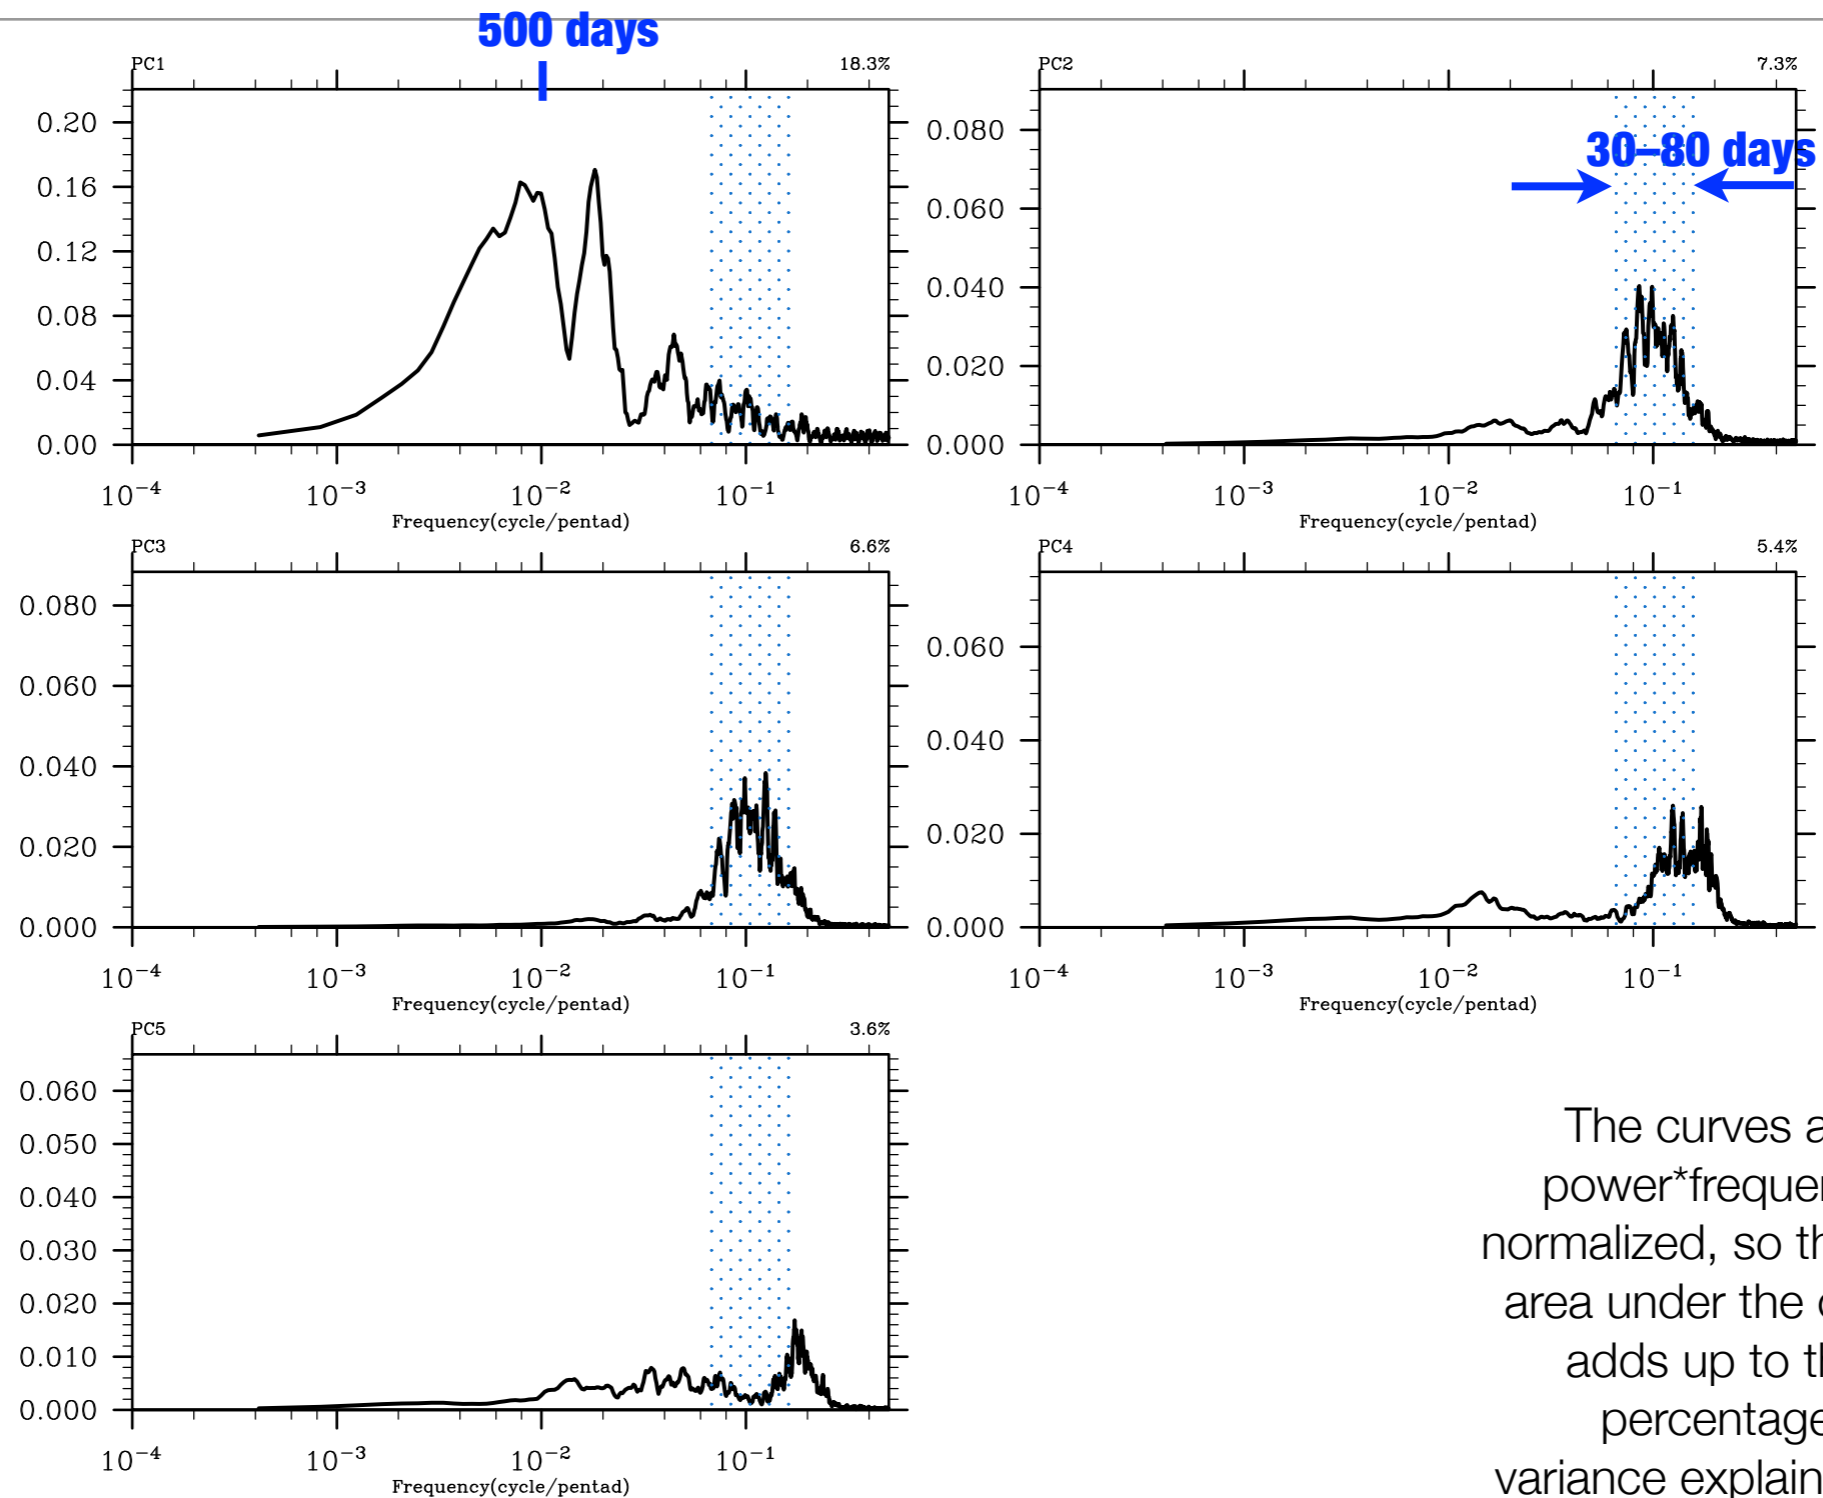 500 days
PC1 18.3%
0.20
0.16
0.12
0.08
0.04
0.00
10⁻⁴ 10⁻³ 10⁻² 10⁻¹
Frequency(cycle/pentad)
PC2 7.3%
30–80 days
0.080
0.060
0.040
0.020
0.000
10⁻⁴ 10⁻³ 10⁻² 10⁻¹
Frequency(cycle/pentad)
PC3 6.6%
0.080
0.060
0.040
0.020
0.000
10⁻⁴ 10⁻³ 10⁻² 10⁻¹
Frequency(cycle/pentad)
PC4 5.4%
0.060
0.040
0.020
0.000
10⁻⁴ 10⁻³ 10⁻² 10⁻¹
Frequency(cycle/pentad)
PC5 3.6%
0.060
0.050
0.040
0.030
0.020
0.010
0.000
10⁻⁴ 10⁻³ 10⁻² 10⁻¹
Frequency(cycle/pentad)
The curves
power*freque
normalized, so
area under the
adds up to
percentage
variance explain